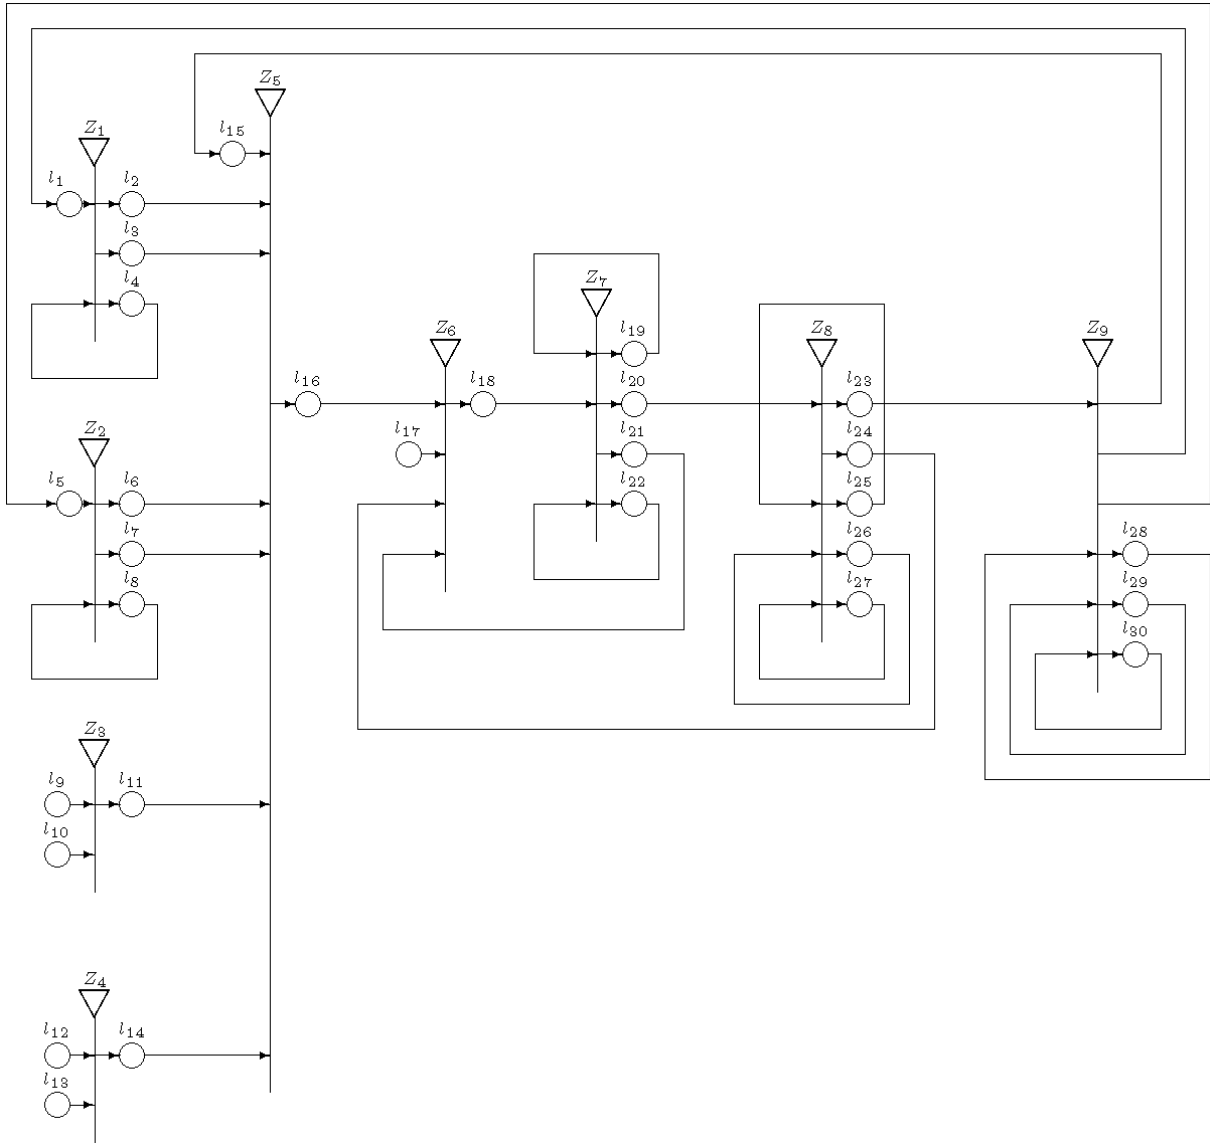 Z₅
l₁₅
Z₁
l₁ l₂
l₃
l₄
Z₇
l₁₉
Z₆ Z₈ Z₉
l₁₆ l₁₈ l₂₀ l₂₃
Z₂ l₁₇ l₂₁ l₂₄
l₅ l₆ l₂₂ l₂₅
l₇ l₂₆ l₂₈
l₈ l₂₇ l₂₉
l₃₀
Z₃
l₉ l₁₁
l₁₀
Z₄
l₁₂ l₁₄
l₁₃